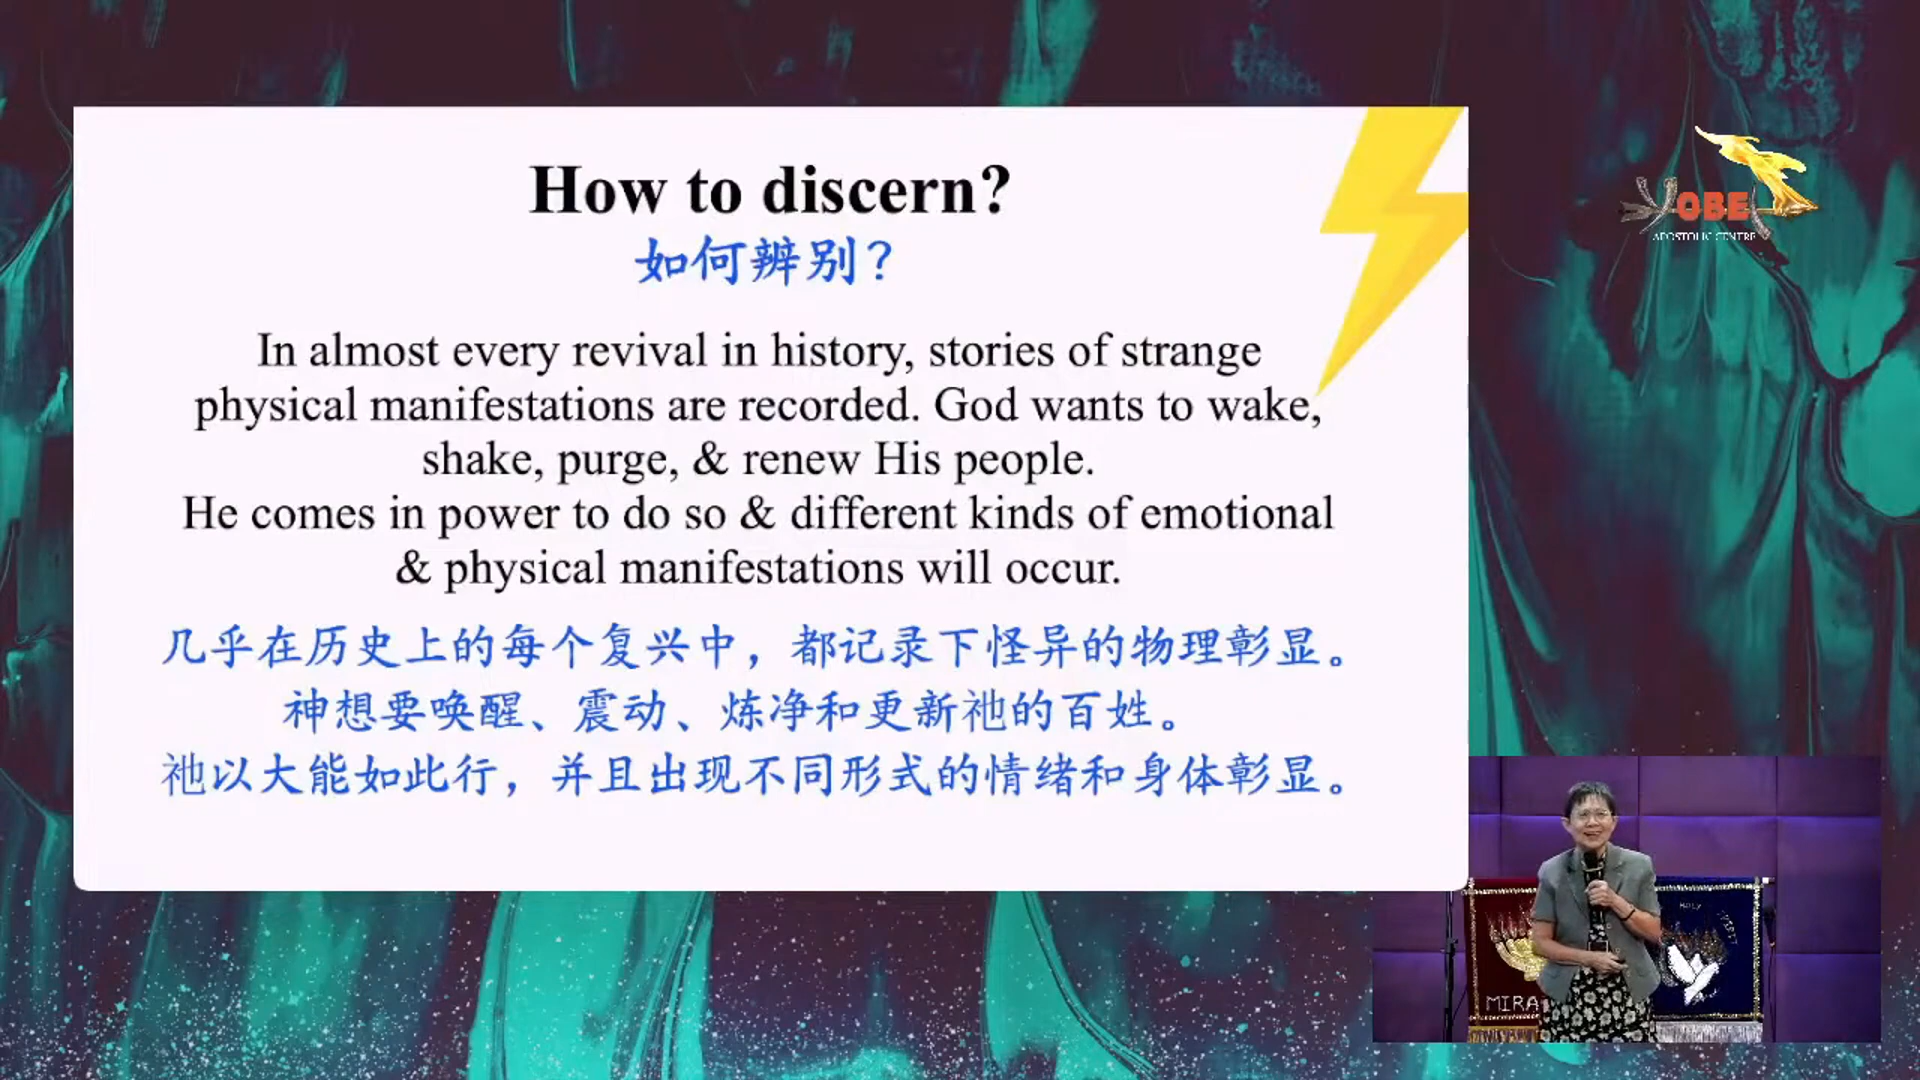 How to discern?
如何辨别？
In almost every revival in history, stories of strange
physical manifestations are recorded. God wants to wake,
shake, purge, & renew His people.
He comes in power to do so & different kinds of emotional
& physical manifestations will occur.
几乎在历史上的每个复兴中，都记录下怪异的物理彰显。
神想要唤醒、震动、炼净和更新祂的百姓。
祂以大能如此行，并且出现不同形式的情绪和身体彰显。
YOBEL
APOSTOLIC CENTRE
HOLY
MIRA